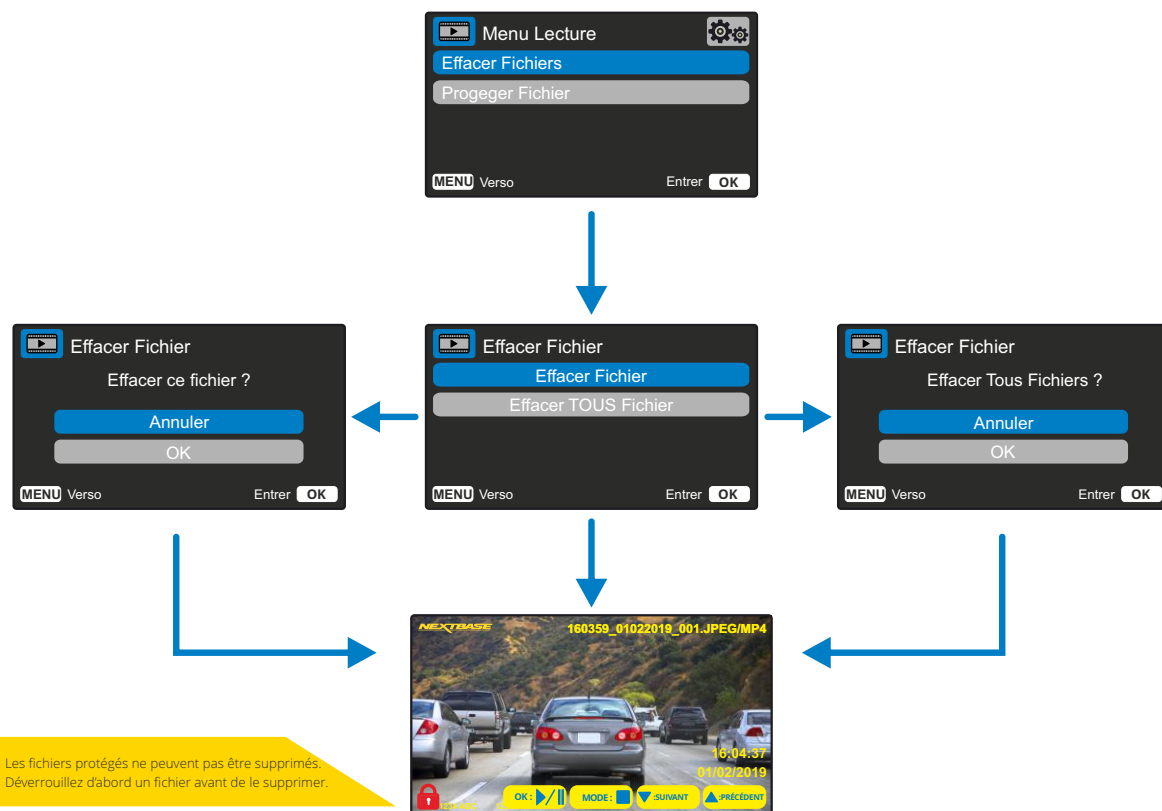 Menu Lecture
Effacer Fichiers
Progeger Fichier
MENU Verso Entrer OK
Effacer Fichier
Effacer ce fichier ?
Annuler
OK
MENU Verso Entrer OK
Effacer Fichier
Effacer Fichier
Effacer TOUS Fichier
MENU Verso Entrer OK
Effacer Fichier
Effacer Tous Fichiers ?
Annuler
OK
MENU Verso Entrer OK
NEXTBASE 160359_01022019_001.JPEG/MP4
16:04:37
01/02/2019
OK : MODE : :SUIVANT :PRÉCÉDENT
Les fichiers protégés ne peuvent pas être supprimés.
Déverrouillez d'abord un fichier avant de le supprimer.